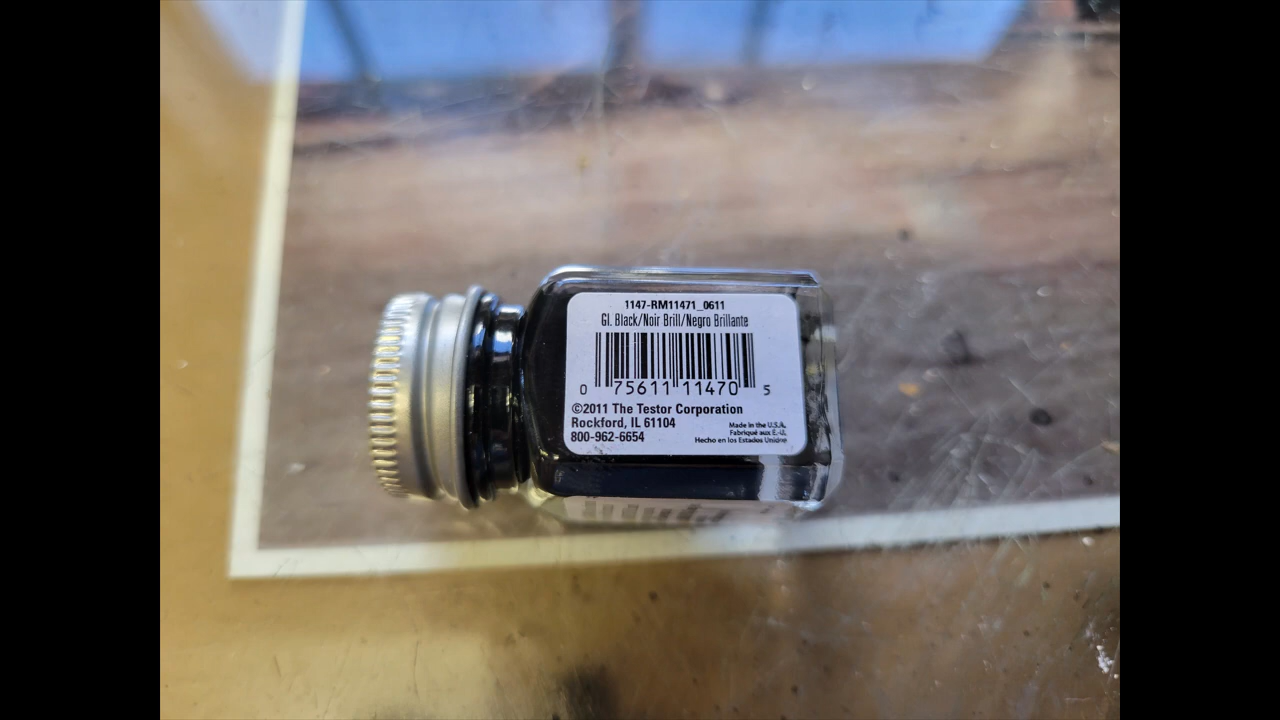 1147-RM11471_0611
Gl. Black/Noir Brill/Negro Brillante
0 75611 11470 5
©2011 The Testor Corporation
Rockford, IL 61104
800-962-6654
Made in the U.S.A.
Fabriqué aux É.-U.
Hecho en los Estados Unidos